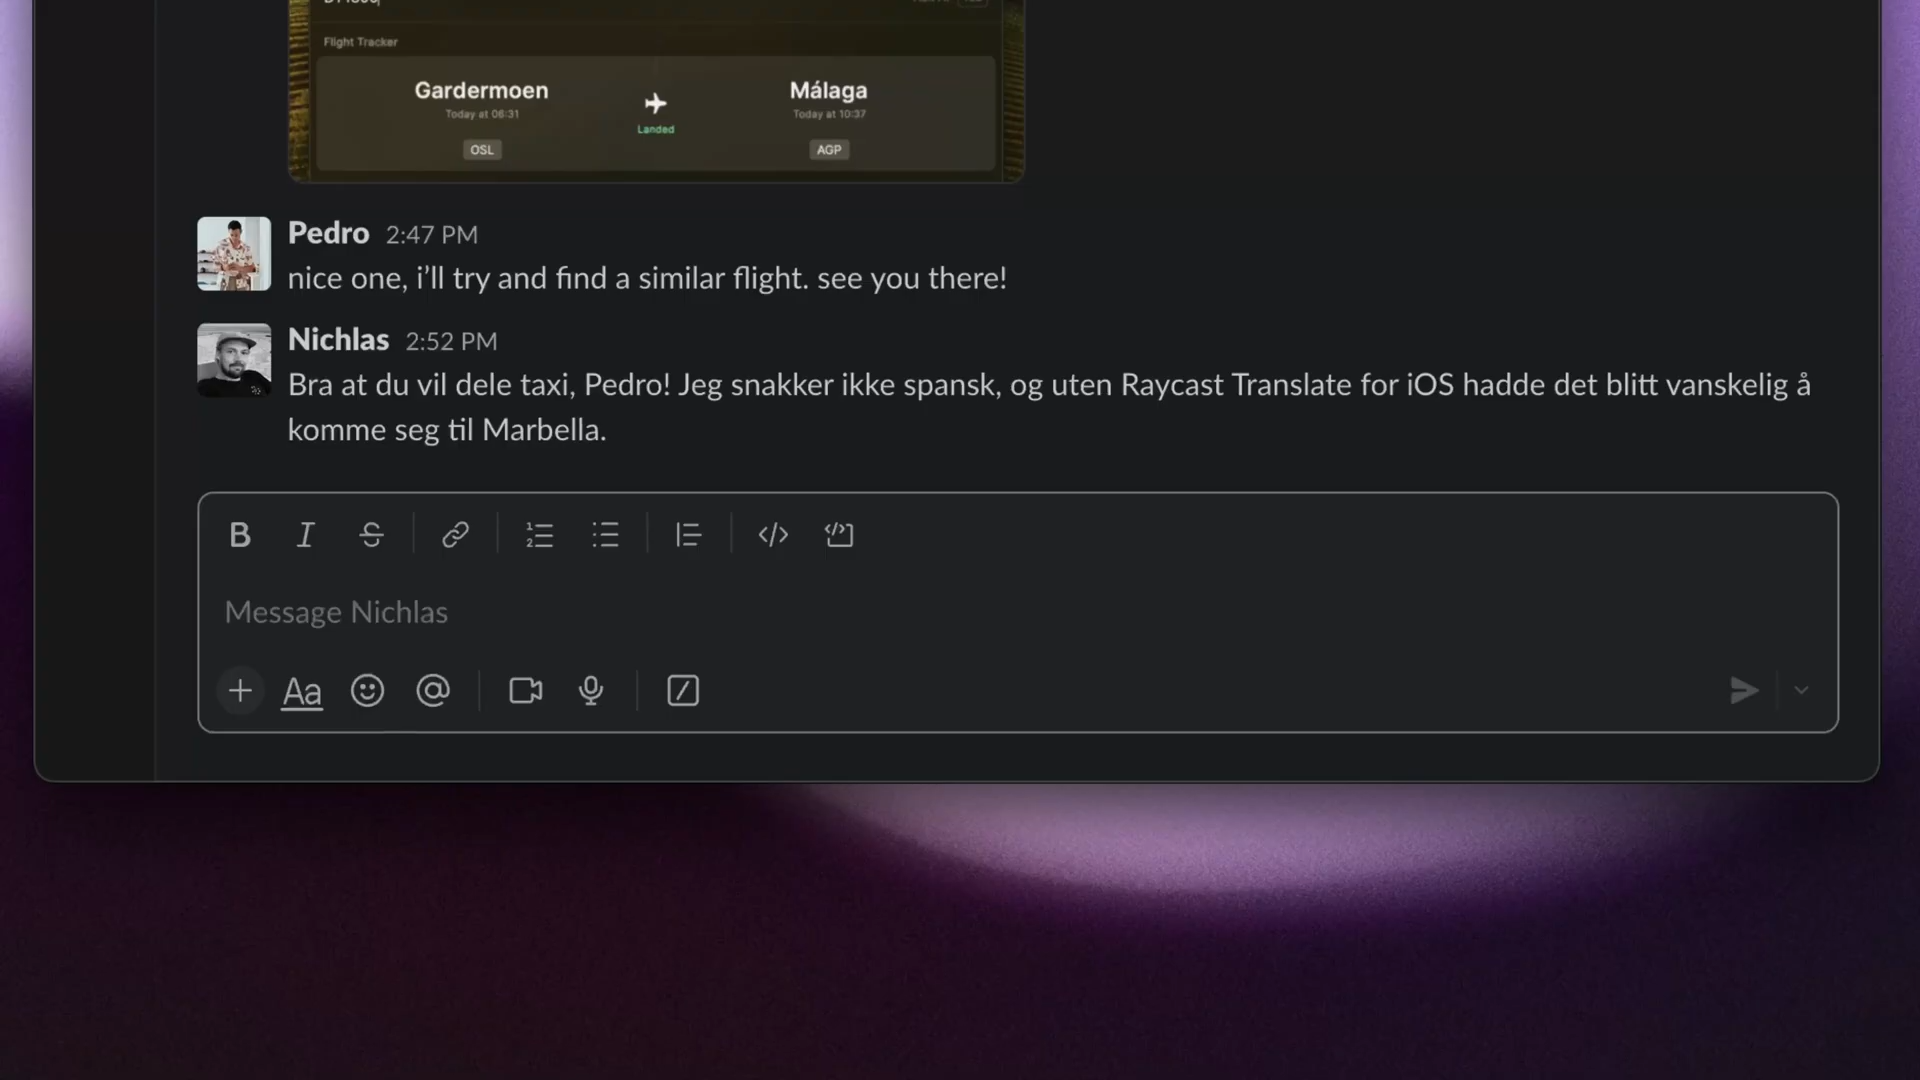 Flight Tracker
Gardermoen
Málaga
Today at 06:31
Today at 10:37
Landed
OSL
AGP
Pedro 2:47 PM
nice one, i’ll try and find a similar flight. see you there!
Nichlas 2:52 PM
Bra at du vil dele taxi, Pedro! Jeg snakker ikke spansk, og uten Raycast Translate for iOS hadde det blitt vanskelig å
komme seg til Marbella.
Message Nichlas
Aa